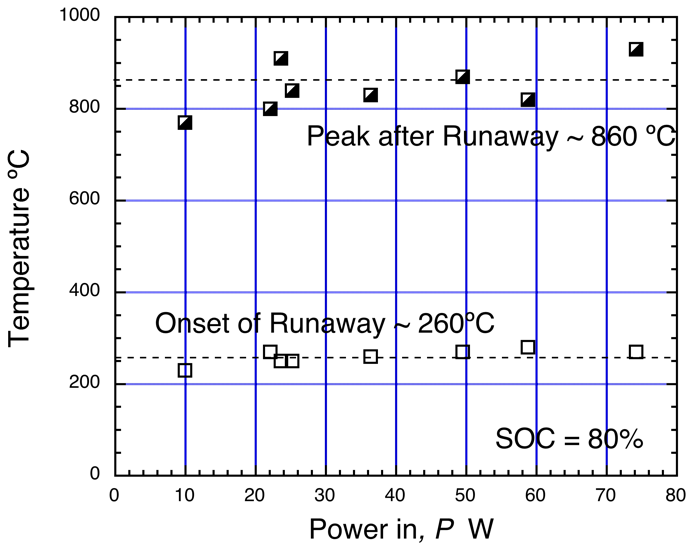 1000
800
600
400
200
0
Temperature ºC
Peak after Runaway ~ 860 ºC
Onset of Runaway ~ 260ºC
SOC = 80%
0 10 20 30 40 50 60 70 80
Power in, P W